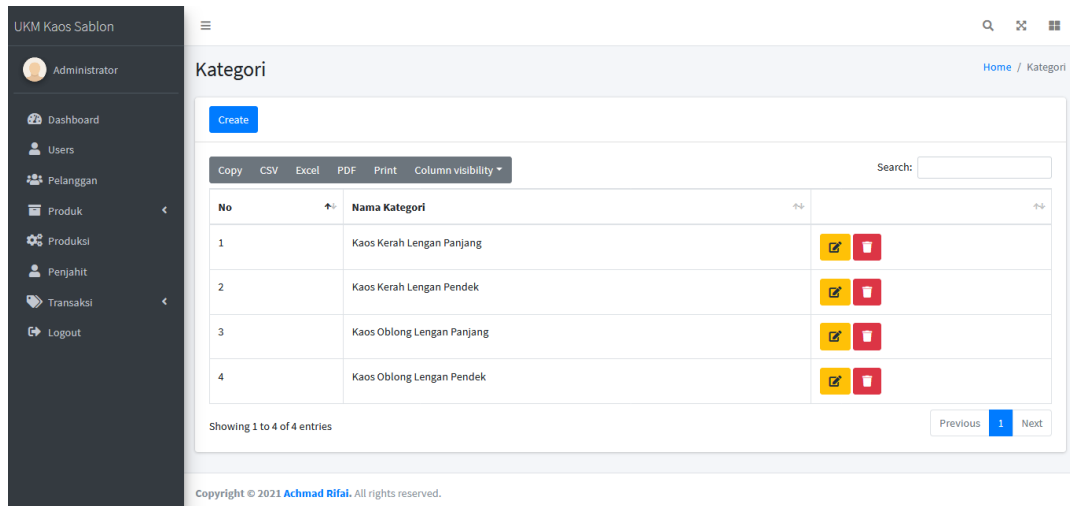 UKM Kaos Sablon
Administrator
Dashboard
Users
Pelanggan
Produk
Produksi
Penjahit
Transaksi
Logout
Kategori
Home / Kategori
Create
Copy CSV Excel PDF Print Column visibility
Search:
No Nama Kategori
1 Kaos Kerah Lengan Panjang
2 Kaos Kerah Lengan Pendek
3 Kaos Oblong Lengan Panjang
4 Kaos Oblong Lengan Pendek
Showing 1 to 4 of 4 entries
Previous 1 Next
Copyright © 2021 Achmad Rifai. All rights reserved.